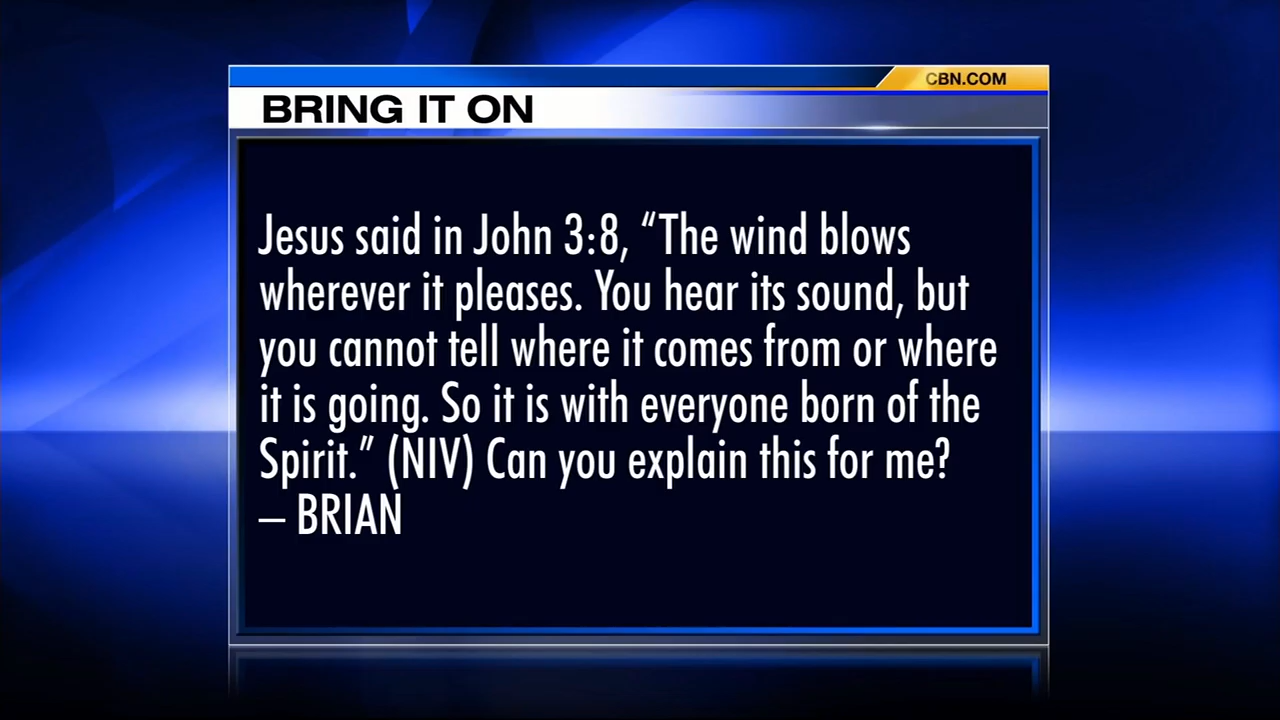 CBN.COM
BRING IT ON
Jesus said in John 3:8, “The wind blows
wherever it pleases. You hear its sound, but
you cannot tell where it comes from or where
it is going. So it is with everyone born of the
Spirit.” (NIV) Can you explain this for me?
– BRIAN